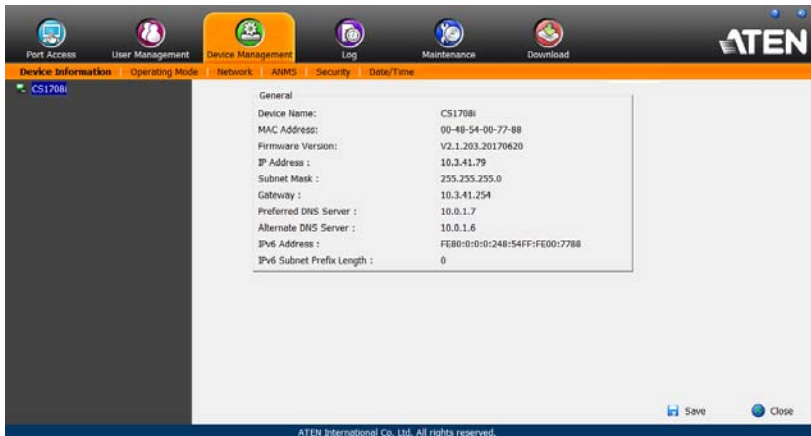 Port Access User Management Device Management Log Maintenance Download
ATEN
Device Information Operating Mode Network ANMS Security Date/Time
CS1708i
General
Device Name: CS1708i
MAC Address: 00-48-54-00-77-88
Firmware Version: V2.1.203.20170620
IP Address : 10.3.41.79
Subnet Mask : 255.255.255.0
Gateway : 10.3.41.254
Preferred DNS Server : 10.0.1.7
Alternate DNS Server : 10.0.1.6
IPv6 Address : FE80:0:0:0:248:54FF:FE00:7788
IPv6 Subnet Prefix Length : 0
Save Close
ATEN International Co. Ltd. All rights reserved.